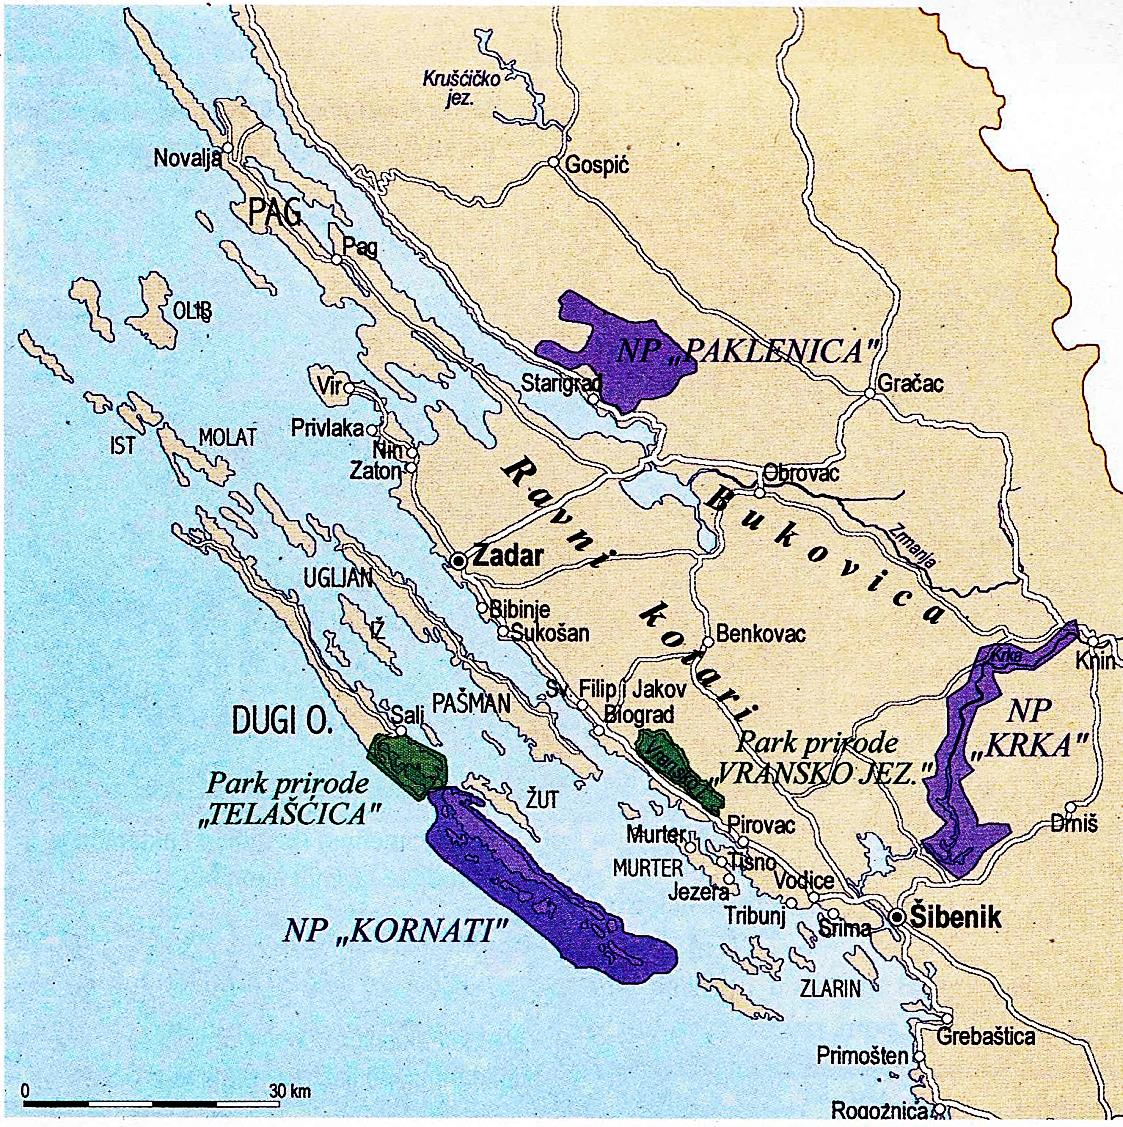 Krušćičko
jez.
Novalja
Gospić
PAG
Pag
OLIB
NP „PAKLENICA"
Starigrad
Gračac
Vir
Privlaka
Nin
Zaton
IST
MOLAT
Obrovac
Ravni
kotari
Bukovica
Zrmanja
Zadar
UGLJAN
IŽ
Bibinje
Sukošan
Benkovac
Krka
Knin
Sv. Filip i Jakov
Biograd
PAŠMAN
DUGI O.
Sali
NP
„KRKA"
Park prirode
„VRANSKO JEZ."
Park prirode
„TELAŠĆICA"
ŽUT
Pirovac
Drniš
Murter
MURTER
Tisno
Jezera
Vodice
Tribunj
Srima
Šibenik
NP „KORNATI"
ZLARIN
Grebaštica
Primošten
Rogoznica
0 30 km